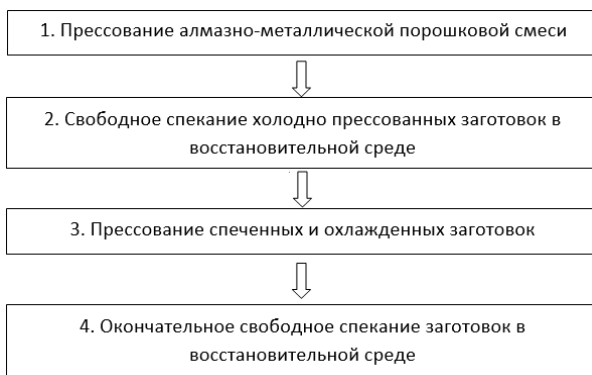 1. Прессование алмазно-металлической порошковой смеси
2. Свободное спекание холодно прессованных заготовок в
восстановительной среде
3. Прессование спеченных и охлажденных заготовок
4. Окончательное свободное спекание заготовок в
восстановительной среде